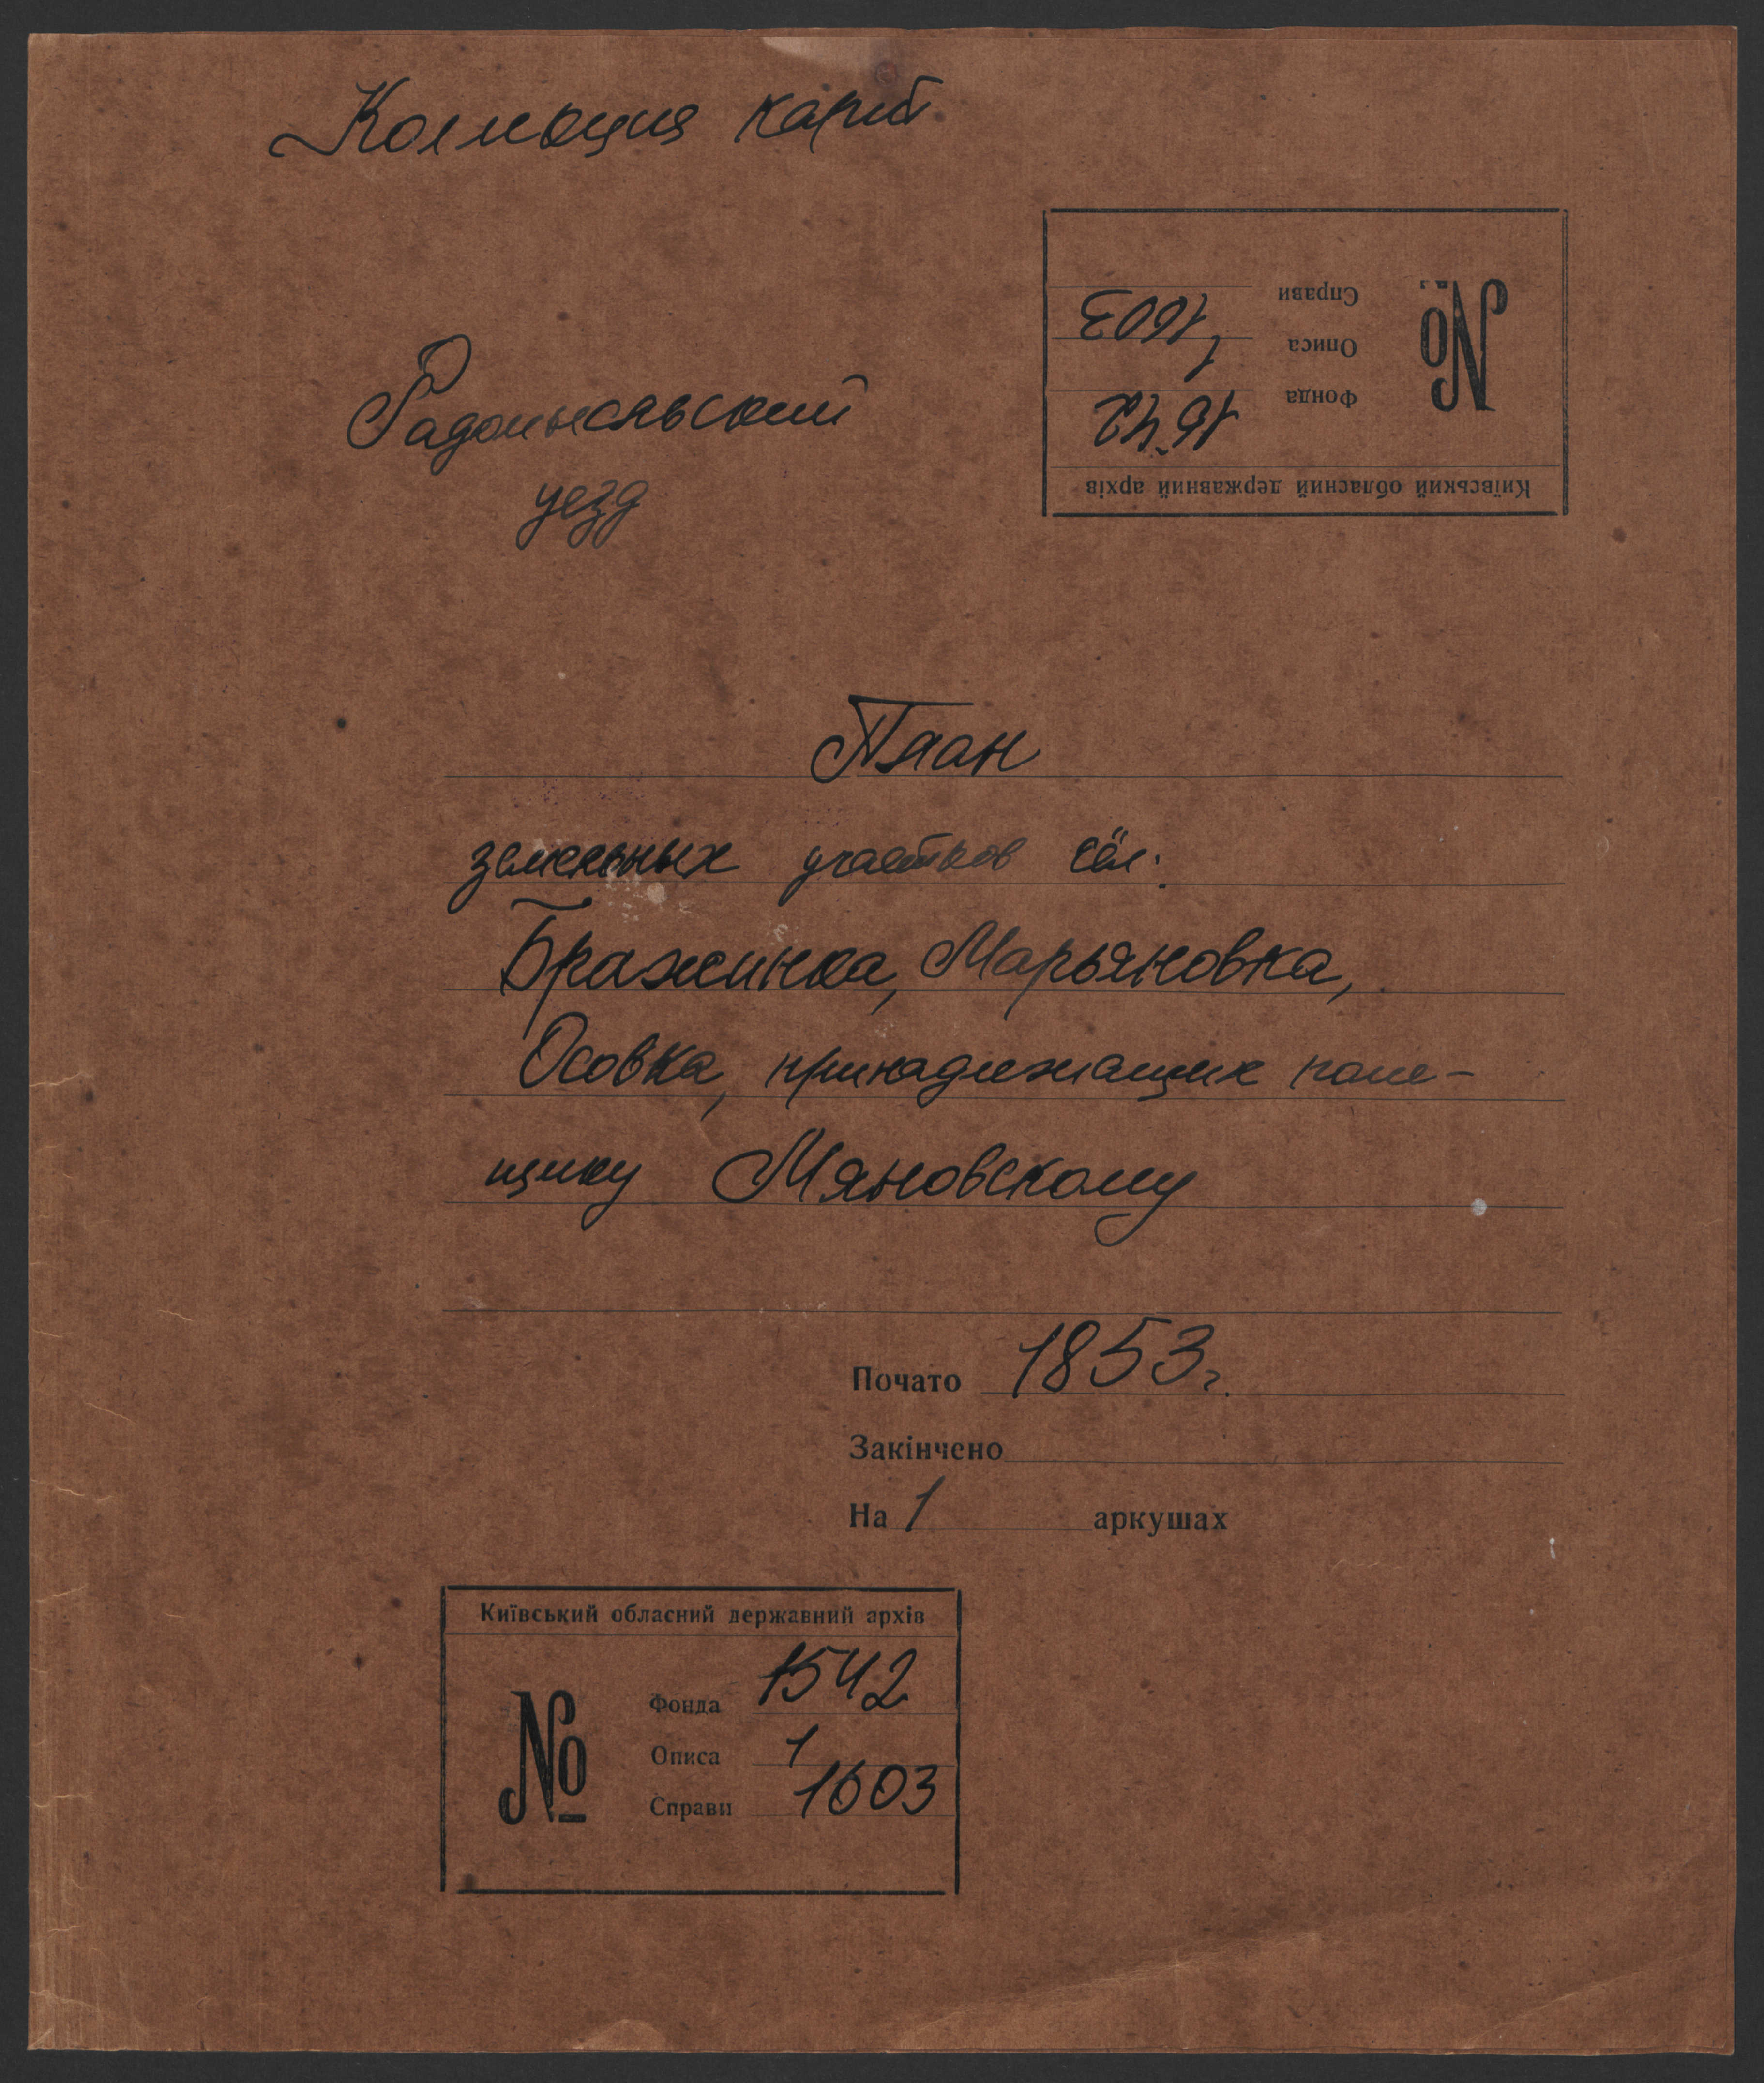 Коллекция карт
Київський обласний державний архів
№
Фонда 1542
Описа 1
Справи 1603
Радомысльский
уезд
План
земельных участков сёл:
Бражинка, Марьяновка,
Осовка, принадлежащих поме-
щику Мяновскому
Почато 1853 г.
Закінчено
На 1 аркушах
Київський обласний державний архів
№
Фонда 1542
Описа 1
Справи 1603